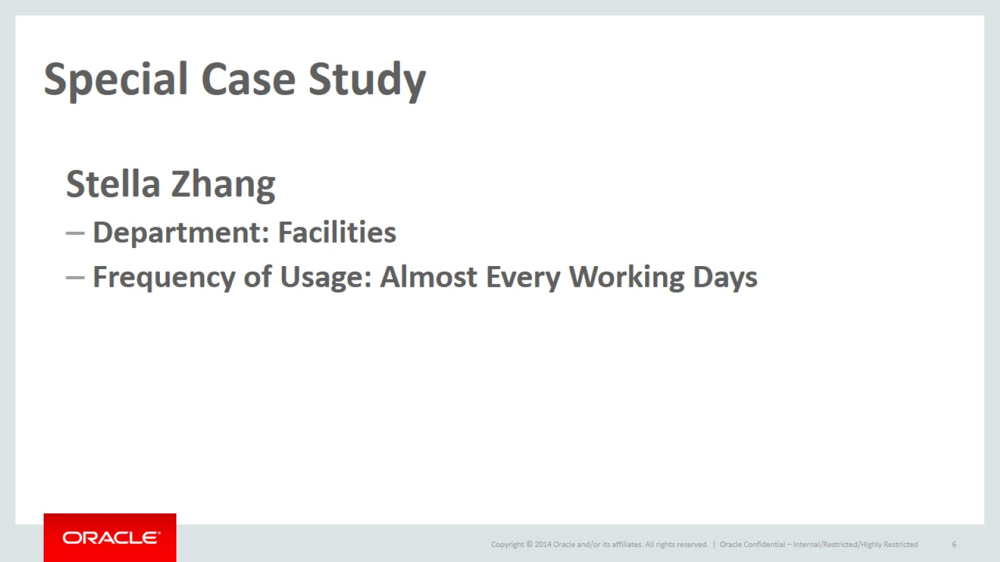 Special Case Study
Stella Zhang
– Department: Facilities
– Frequency of Usage: Almost Every Working Days
ORACLE®
Copyright © 2014 Oracle and/or its affiliates. All rights reserved. | Oracle Confidential – Internal/Restricted/Highly Restricted 6